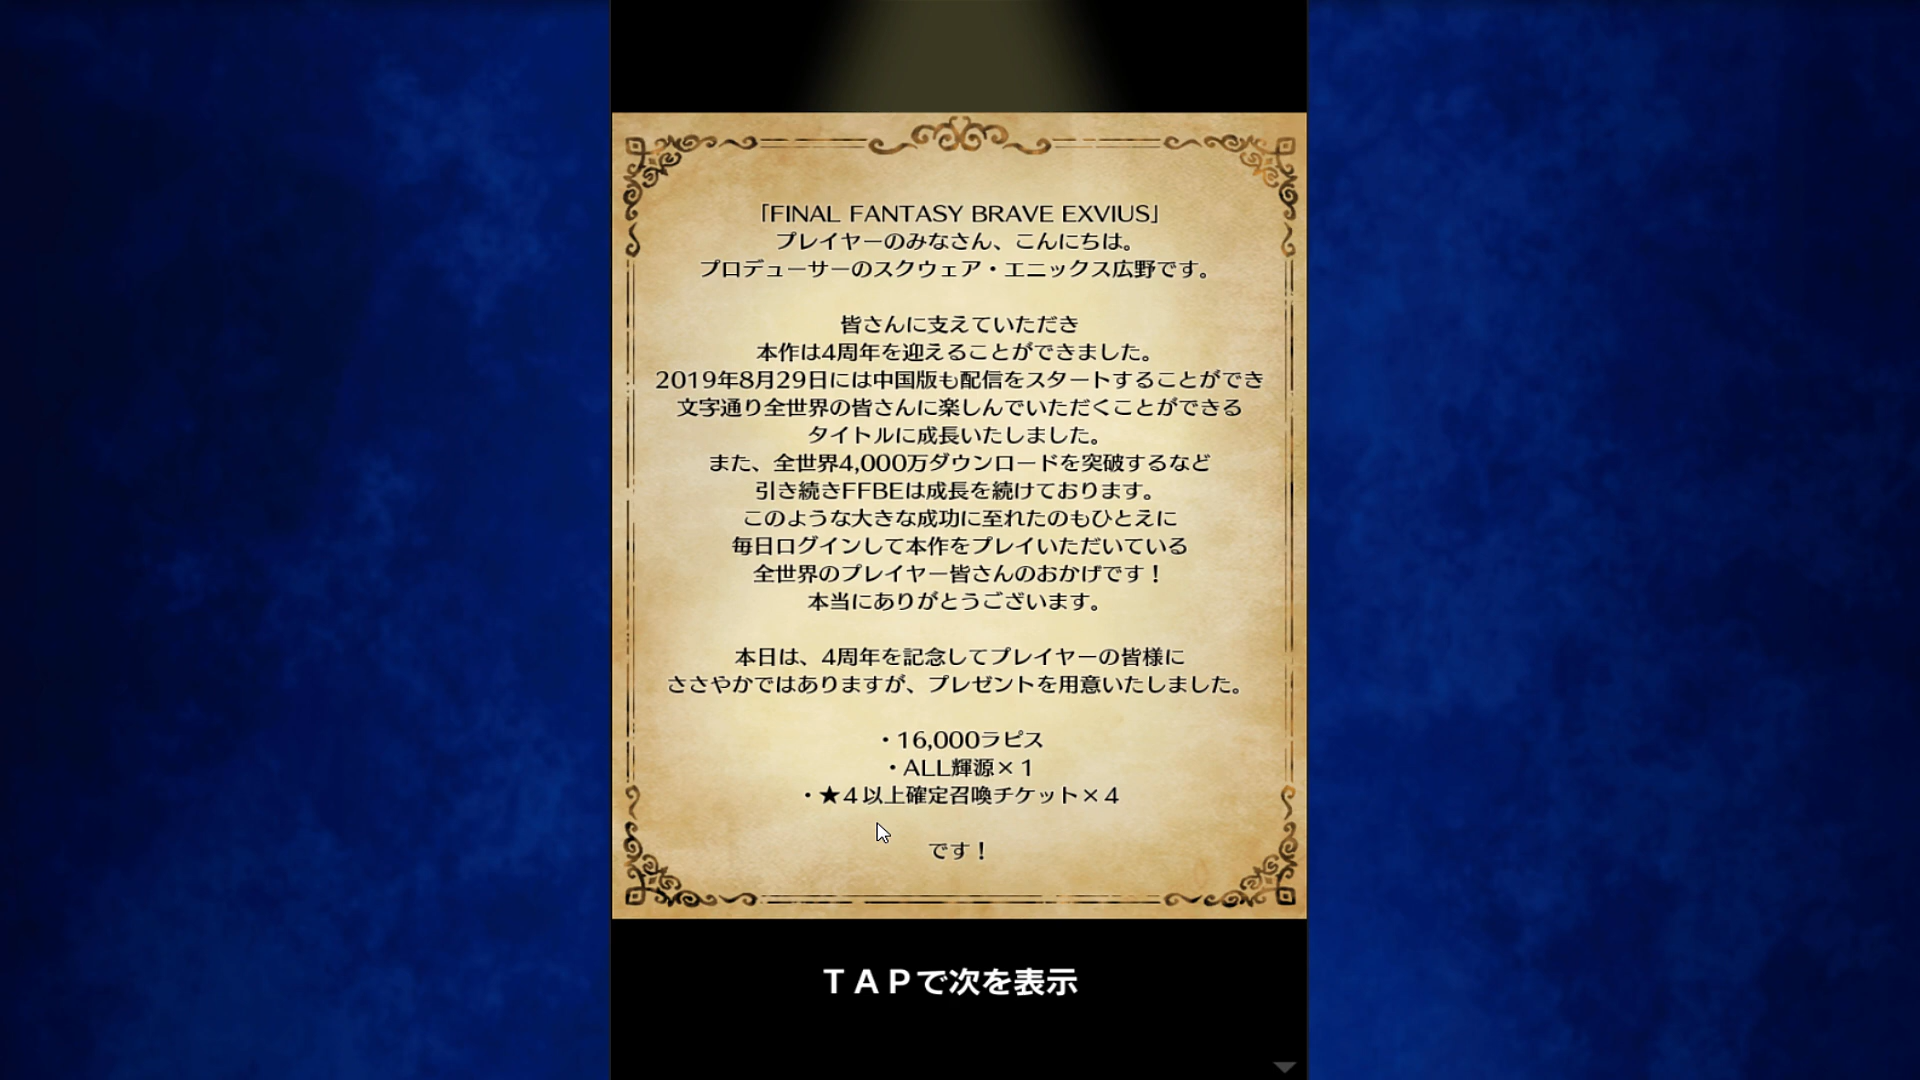 「FINAL FANTASY BRAVE EXVIUS」
プレイヤーのみなさん、こんにちは。
プロデューサーのスクウェア・エニックス広野です。
皆さんに支えていただき
本作は4周年を迎えることができました。
2019年8月29日には中国版も配信をスタートすることができ
文字通り全世界の皆さんに楽しんでいただくことができる
タイトルに成長いたしました。
また、全世界4,000万ダウンロードを突破するなど
引き続きFFBEは成長を続けております。
このような大きな成功に至れたのもひとえに
毎日ログインして本作をプレイいただいている
全世界のプレイヤー皆さんのおかげです！
本当にありがとうございます。
本日は、4周年を記念してプレイヤーの皆様に
ささやかではありますが、プレゼントを用意いたしました。
・16,000ラピス
・ALL輝源×１
・★４以上確定召喚チケット×４
です！
ＴＡＰで次を表示